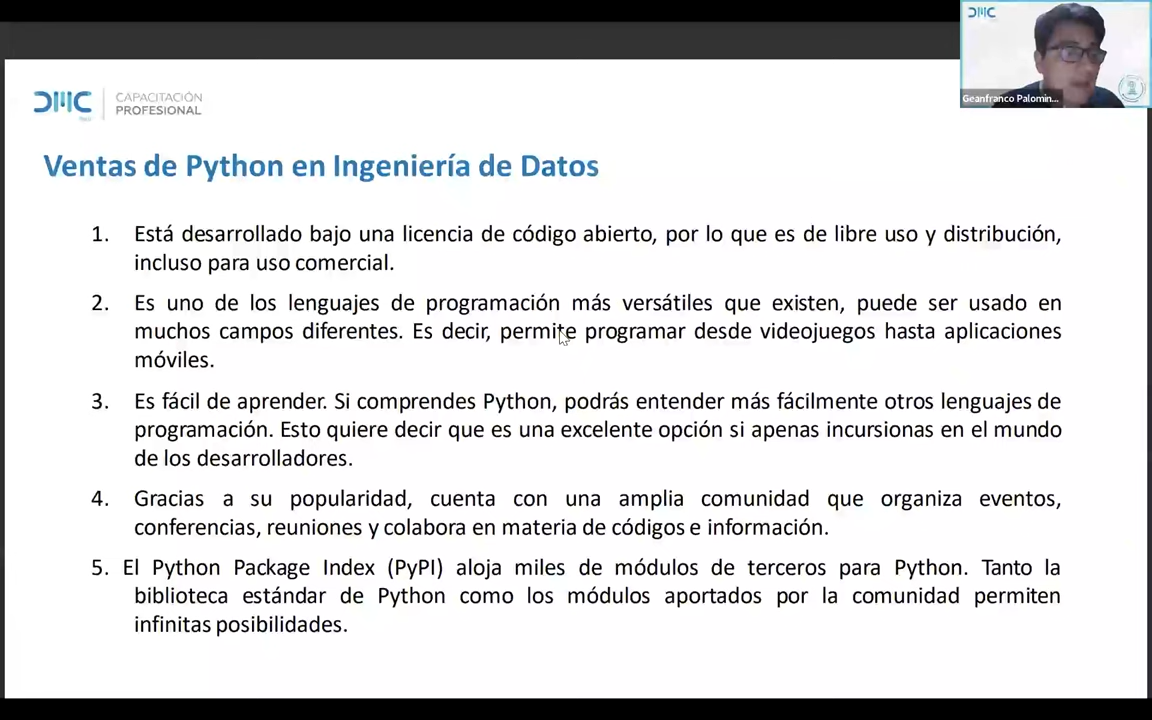 DMC
Geanfranco Palomin...
DMC
CAPACITACIÓN
PROFESIONAL
Ventas de Python en Ingeniería de Datos
1. Está desarrollado bajo una licencia de código abierto, por lo que es de libre uso y distribución,
incluso para uso comercial.
2. Es uno de los lenguajes de programación más versátiles que existen, puede ser usado en
muchos campos diferentes. Es decir, permite programar desde videojuegos hasta aplicaciones
móviles.
3. Es fácil de aprender. Si comprendes Python, podrás entender más fácilmente otros lenguajes de
programación. Esto quiere decir que es una excelente opción si apenas incursionas en el mundo
de los desarrolladores.
4. Gracias a su popularidad, cuenta con una amplia comunidad que organiza eventos,
conferencias, reuniones y colabora en materia de códigos e información.
5. El Python Package Index (PyPI) aloja miles de módulos de terceros para Python. Tanto la
biblioteca estándar de Python como los módulos aportados por la comunidad permiten
infinitas posibilidades.